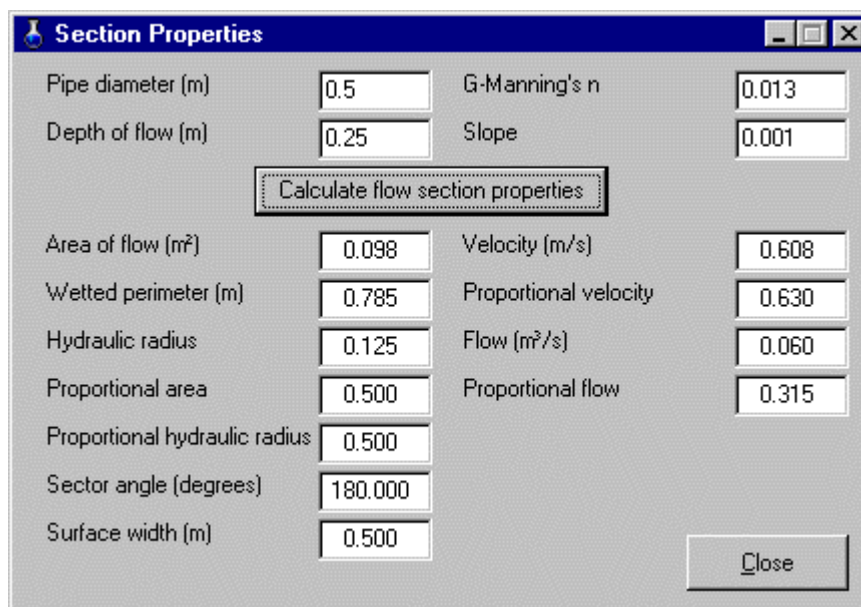 Section Properties
Pipe diameter (m) 0.5 G-Manning's n 0.013
Depth of flow (m) 0.25 Slope 0.001
Calculate flow section properties
Area of flow (m²) 0.098 Velocity (m/s) 0.608
Wetted perimeter (m) 0.785 Proportional velocity 0.630
Hydraulic radius 0.125 Flow (m³/s) 0.060
Proportional area 0.500 Proportional flow 0.315
Proportional hydraulic radius 0.500
Sector angle (degrees) 180.000
Surface width (m) 0.500
Close